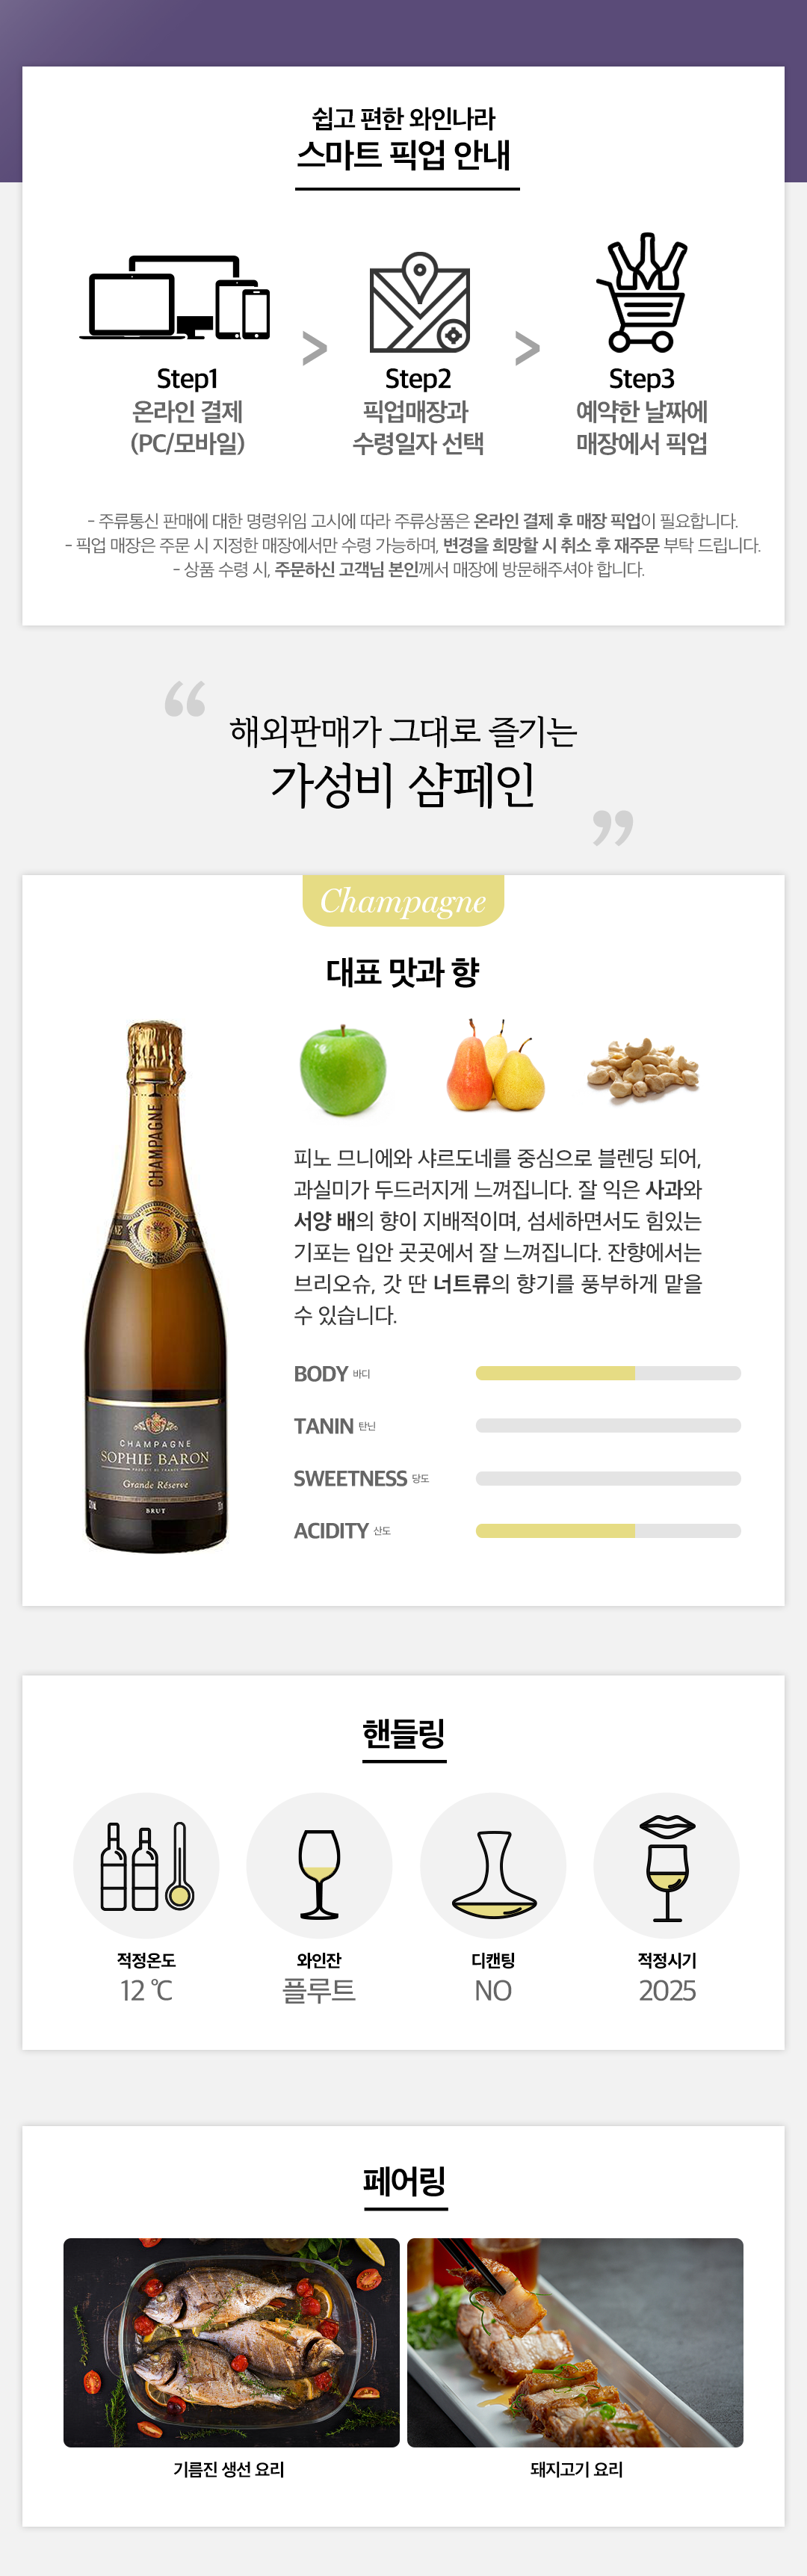 쉽고 편한 와인나라
스마트 픽업 안내
>
>
Step1
온라인 결제
(PC/모바일)
Step2
픽업매장과
수령일자 선택
Step3
예약한 날짜에
매장에서 픽업
- 주류통신 판매에 대한 명령위임 고시에 따라 주류상품은 온라인 결제 후 매장 픽업이 필요합니다.
- 픽업 매장은 주문 시 지정한 매장에서만 수령 가능하며, 변경을 희망할 시 취소 후 재주문 부탁 드립니다.
- 상품 수령 시, 주문하신 고객님 본인께서 매장에 방문해주셔야 합니다.
“
해외판매가 그대로 즐기는
가성비 샴페인
”
Champagne
대표 맛과 향
피노 므니에와 샤르도네를 중심으로 블렌딩 되어,
과실미가 두드러지게 느껴집니다. 잘 익은 사과와
서양 배의 향이 지배적이며, 섬세하면서도 힘있는
기포는 입안 곳곳에서 잘 느껴집니다. 잔향에서는
브리오슈, 갓 딴 너트류의 향기를 풍부하게 맡을
수 있습니다.
CHAMPAGNE
CHAMPAGNE
SOPHIE BARON
PRODUIT DE FRANCE
Grande Réserve
BRUT
BODY 바디
TANIN 탄닌
SWEETNESS 당도
ACIDITY 산도
핸들링
적정온도
12 ℃
와인잔
플루트
디캔팅
NO
적정시기
2025
페어링
기름진 생선 요리
돼지고기 요리